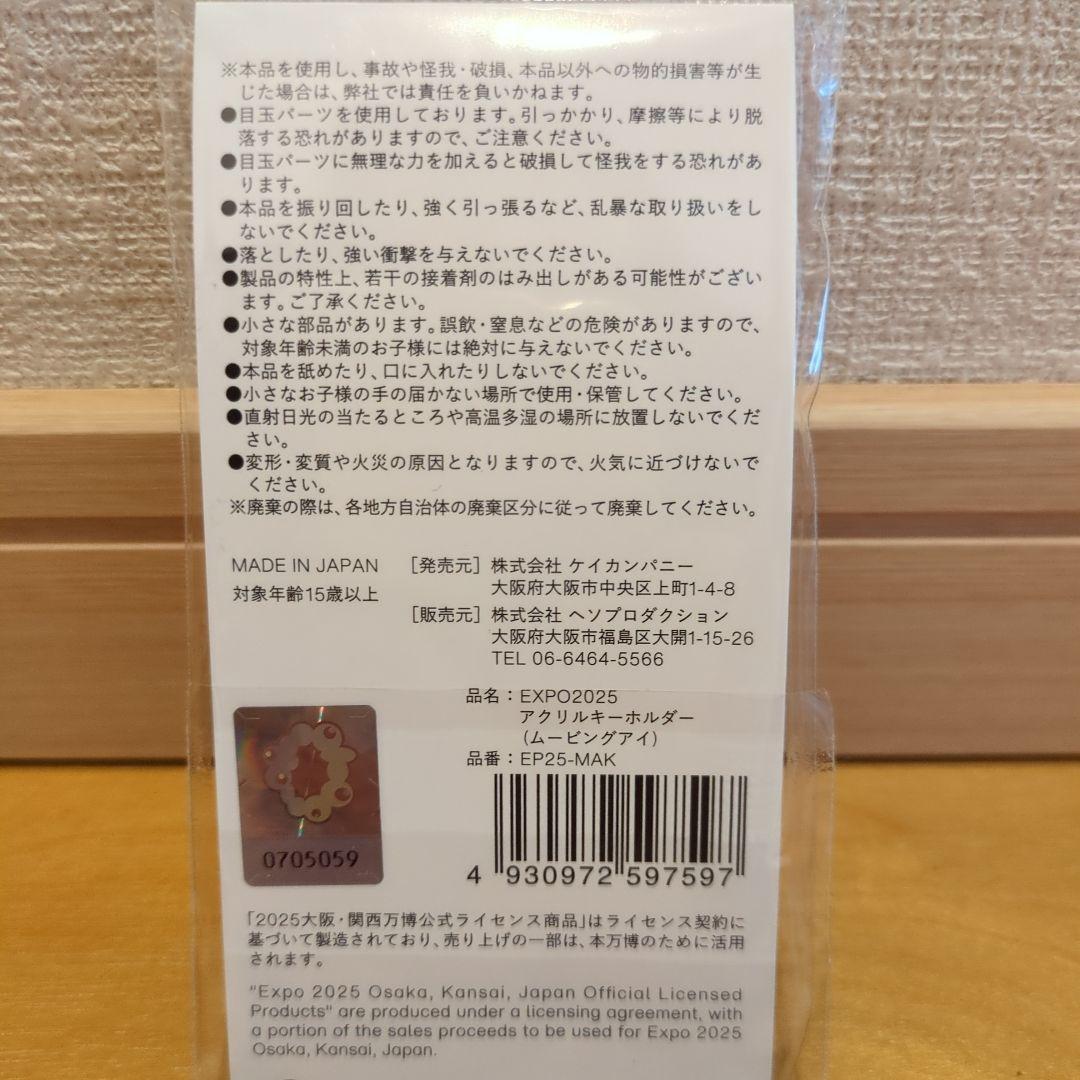 ※本品を使用し、事故や怪我・破損、本品以外への物的損害等が生
じた場合は、弊社では責任を負いかねます。
●目玉パーツを使用しております。引っかかり、摩擦等により脱
落する恐れがありますので、ご注意ください。
●目玉パーツに無理な力を加えると破損して怪我をする恐れがあ
ります。
●本品を振り回したり、強く引っ張るなど、乱暴な取り扱いをし
ないでください。
●落としたり、強い衝撃を与えないでください。
●製品の特性上、若干の接着剤のはみ出しがある可能性がござい
ます。ご了承ください。
●小さな部品があります。誤飲・窒息などの危険がありますので、
対象年齢未満のお子様には絶対に与えないでください。
●本品を舐めたり、口に入れたりしないでください。
●小さなお子様の手の届かない場所で使用・保管してください。
●直射日光の当たるところや高温多湿の場所に放置しないでくだ
さい。
●変形・変質や火災の原因となりますので、火気に近づけないで
ください。
※廃棄の際は、各地方自治体の廃棄区分に従って廃棄してください。
MADE IN JAPAN
対象年齢15歳以上
［発売元］株式会社 ケイカンパニー
大阪府大阪市中央区上町1-4-8
［販売元］株式会社 ヘソプロダクション
大阪府大阪市福島区大開1-15-26
TEL 06-6464-5566
品名：EXPO2025
アクリルキーホルダー
（ムービングアイ）
品番：EP25-MAK
0705059
4 930972 597597
「2025大阪・関西万博公式ライセンス商品」はライセンス契約に
基づいて製造されており、売り上げの一部は、本万博のために活用
されます。
"Expo 2025 Osaka, Kansai, Japan Official Licensed
Products" are produced under a licensing agreement, with
a portion of the sales proceeds to be used for Expo 2025
Osaka, Kansai, Japan.